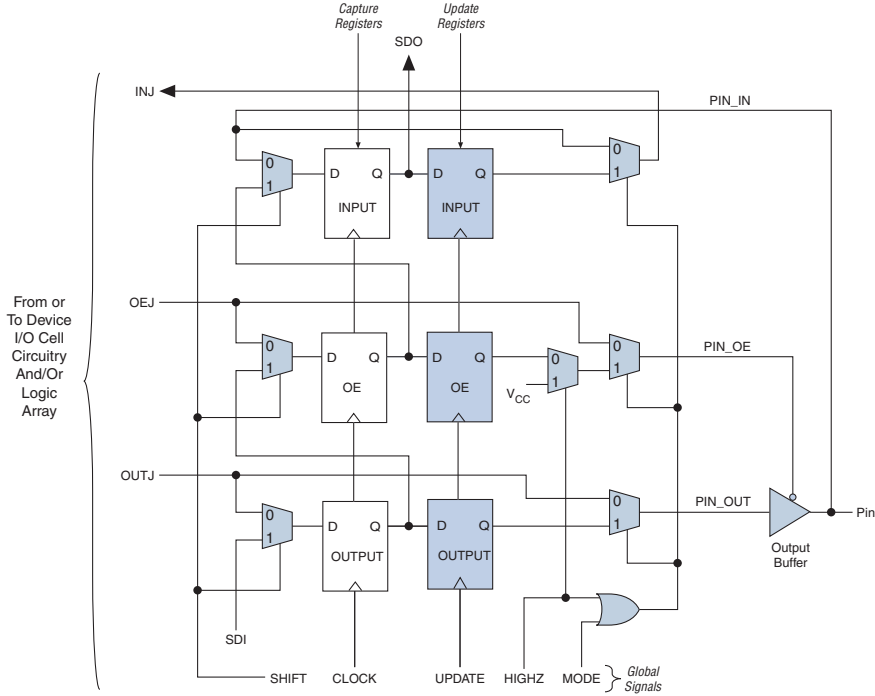 Capture
Registers
Update
Registers
SDO
INJ
PIN_IN
0
1
D Q
INPUT
D Q
INPUT
0
1
From or
To Device
I/O Cell
Circuitry
And/Or
Logic
Array
OEJ
0
1
D Q
OE
D Q
OE
0
1
VCC
0
1
PIN_OE
OUTJ
0
1
D Q
OUTPUT
D Q
OUTPUT
0
1
PIN_OUT
Pin
Output
Buffer
SDI
SHIFT
CLOCK
UPDATE
HIGHZ
MODE
Global
Signals